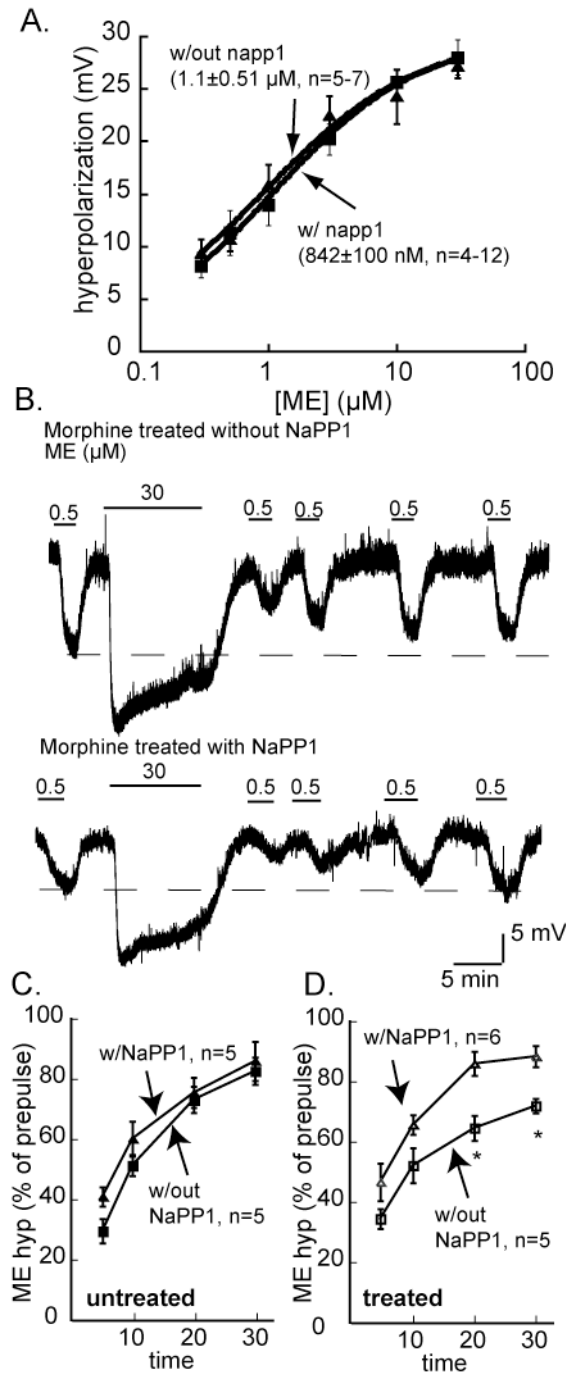 A.
hyperpolarization (mV)
30
25
20
15
10
5
0
w/out napp1
(1.1±0.51 µM, n=5-7)
w/ napp1
(842±100 nM, n=4-12)
0.1
1
10
100
[ME] (µM)
B.
Morphine treated without NaPP1
ME (µM)
30
0.5
0.5
0.5
0.5
0.5
Morphine treated with NaPP1
30
0.5
0.5
0.5
0.5
0.5
5 mV
5 min
C.
ME hyp (% of prepulse)
100
80
60
40
20
0
w/NaPP1, n=5
w/out
NaPP1, n=5
untreated
10
20
30
time
D.
ME hyp (% of prepulse)
100
80
60
40
20
0
w/NaPP1, n=6
*
*
w/out
NaPP1, n=5
treated
10
20
30
time